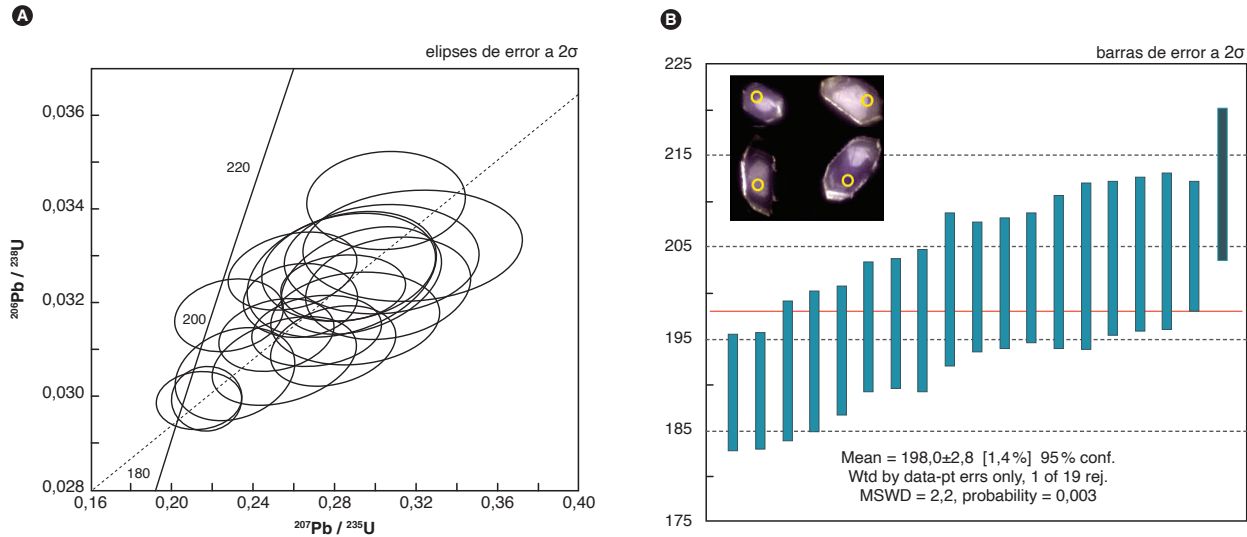 A
elipses de error a 2σ
0,036
0,034
0,032
0,030
0,028
206Pb / 238U
220
200
180
0,16
0,20
0,24
0,28
0,32
0,36
0,40
207Pb / 235U
B
barras de error a 2σ
225
215
205
195
185
175
Mean = 198,0±2,8 [1,4 %] 95 % conf.
Wtd by data-pt errs only, 1 of 19 rej.
MSWD = 2,2, probability = 0,003